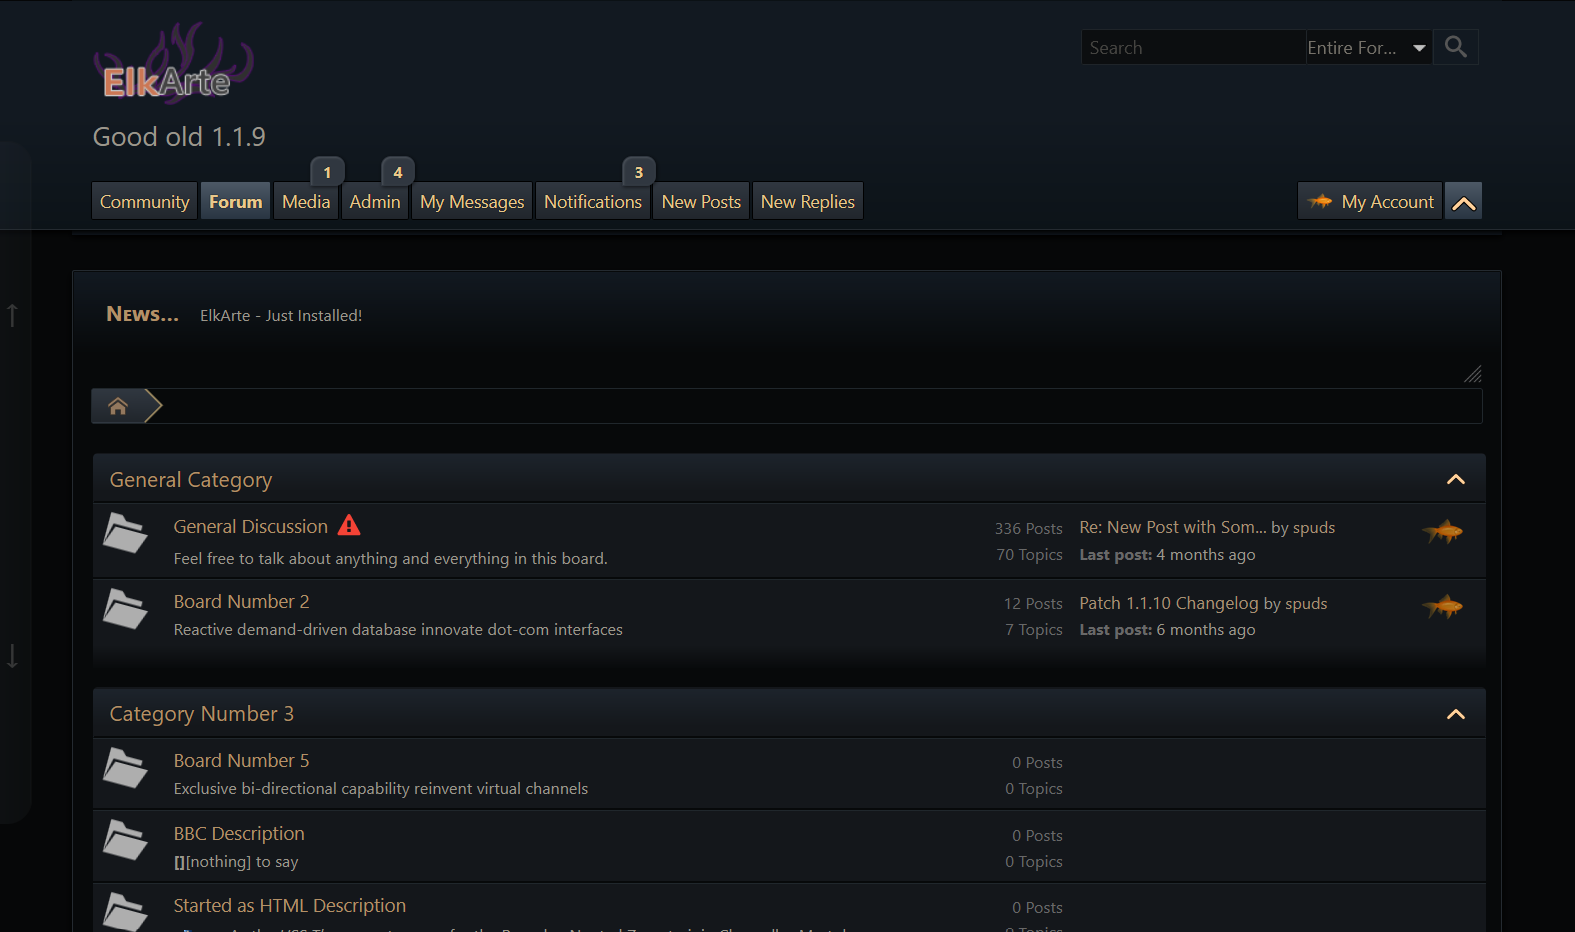 ElkArte
Search
Entire For...
Good old 1.1.9
1
4
3
Community
Forum
Media
Admin
My Messages
Notifications
New Posts
New Replies
My Account
News...
ElkArte - Just Installed!
General Category
General Discussion
336 Posts
Re: New Post with Som... by spuds
Feel free to talk about anything and everything in this board.
70 Topics
Last post: 4 months ago
Board Number 2
12 Posts
Patch 1.1.10 Changelog by spuds
Reactive demand-driven database innovate dot-com interfaces
7 Topics
Last post: 6 months ago
Category Number 3
Board Number 5
0 Posts
Exclusive bi-directional capability reinvent virtual channels
0 Topics
BBC Description
0 Posts
[][nothing] to say
0 Topics
Started as HTML Description
0 Posts
0 Topics